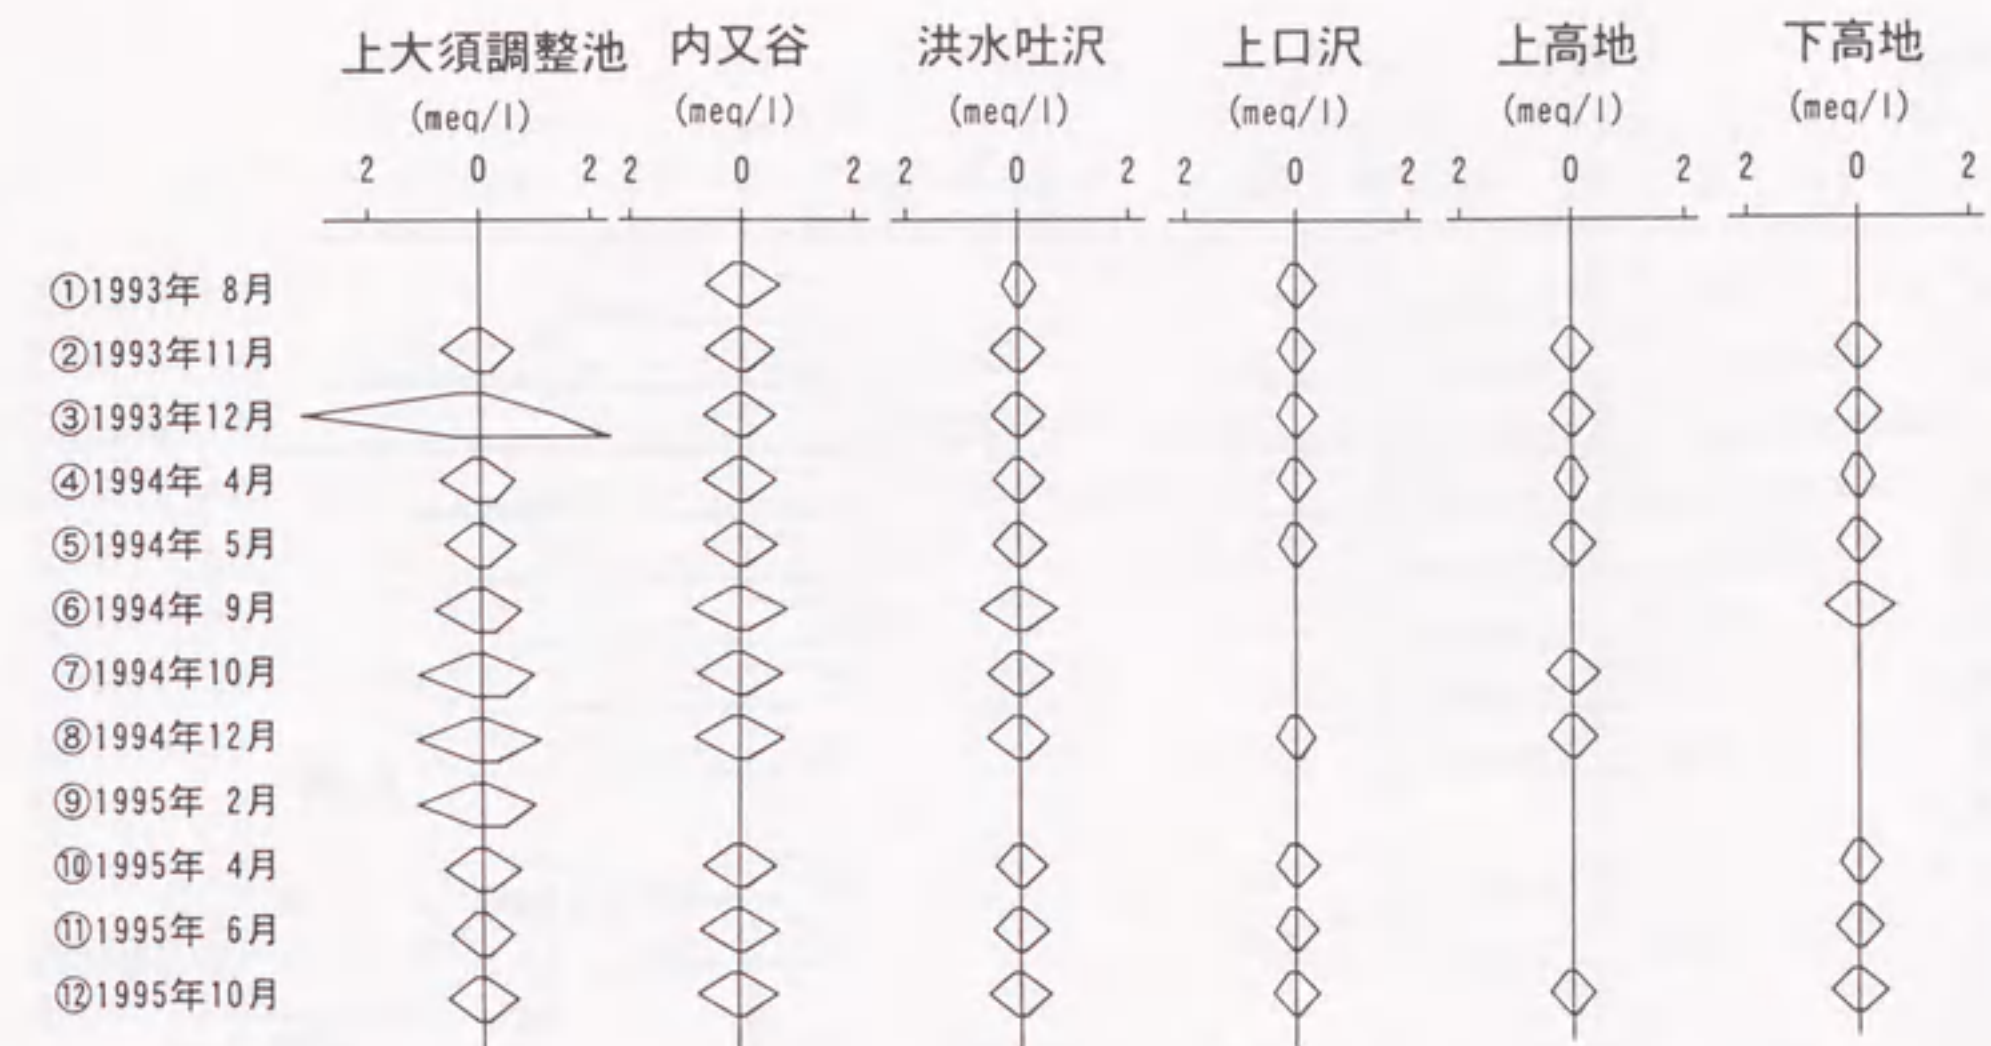 上大須調整池 内又谷 洪水吐沢 上口沢 上高地 下高地
(meq/l) (meq/l) (meq/l) (meq/l) (meq/l) (meq/l)
2 0 2 2 0 2 2 0 2 2 0 2 2 0 2 2 0 2
①1993年 8月
②1993年11月
③1993年12月
④1994年 4月
⑤1994年 5月
⑥1994年 9月
⑦1994年10月
⑧1994年12月
⑨1995年 2月
⑩1995年 4月
⑪1995年 6月
⑫1995年10月